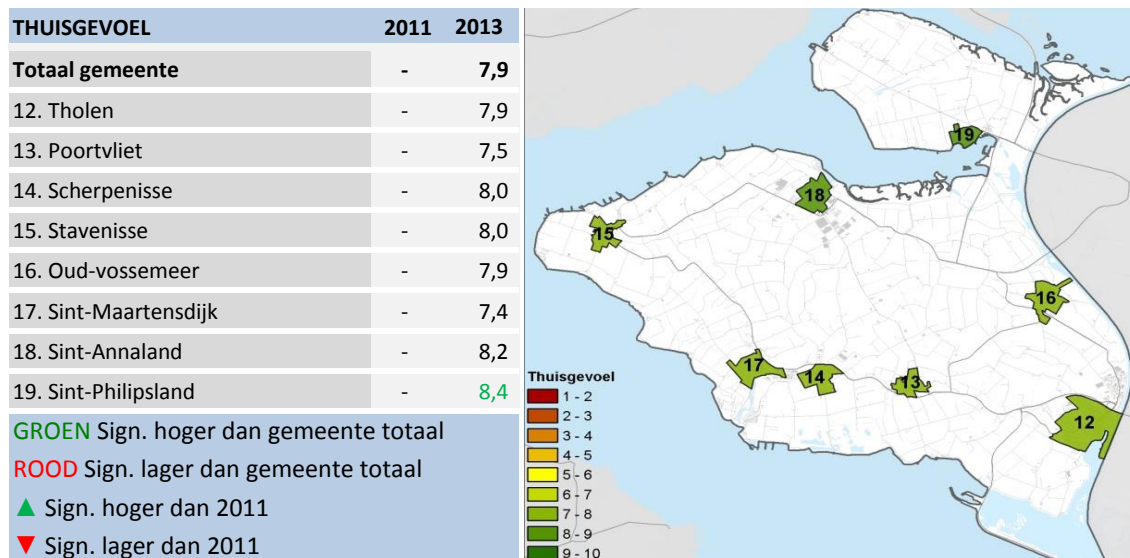 THUISGEVOEL 2011 2013
Totaal gemeente - 7,9
12. Tholen - 7,9
13. Poortvliet - 7,5
14. Scherpenisse - 8,0
15. Stavenisse - 8,0
16. Oud-vossemeer - 7,9
17. Sint-Maartensdijk - 7,4
18. Sint-Annaland - 8,2
19. Sint-Philipsland - 8,4
GROEN Sign. hoger dan gemeente totaal
ROOD Sign. lager dan gemeente totaal
▲ Sign. hoger dan 2011
▼ Sign. lager dan 2011
19
18
15
16
17
14
13
12
Thuisgevoel
1 - 2
2 - 3
3 - 4
4 - 5
5 - 6
6 - 7
7 - 8
8 - 9
9 - 10